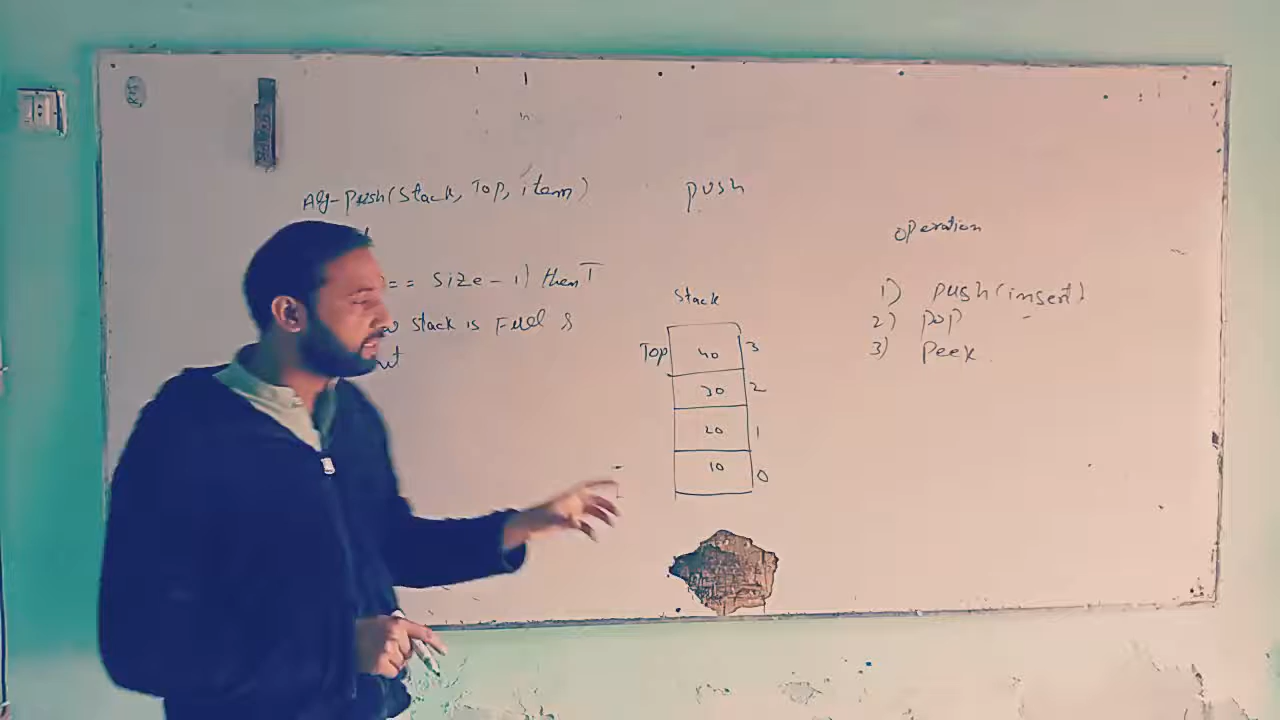 Alg-push(Stack, Top, item)
== Size - 1) then
Stack is Full &
push
Stack
Top 40 3
30 2
20 1
10 0
operation
1) push(insert)
2) pop
3) peek